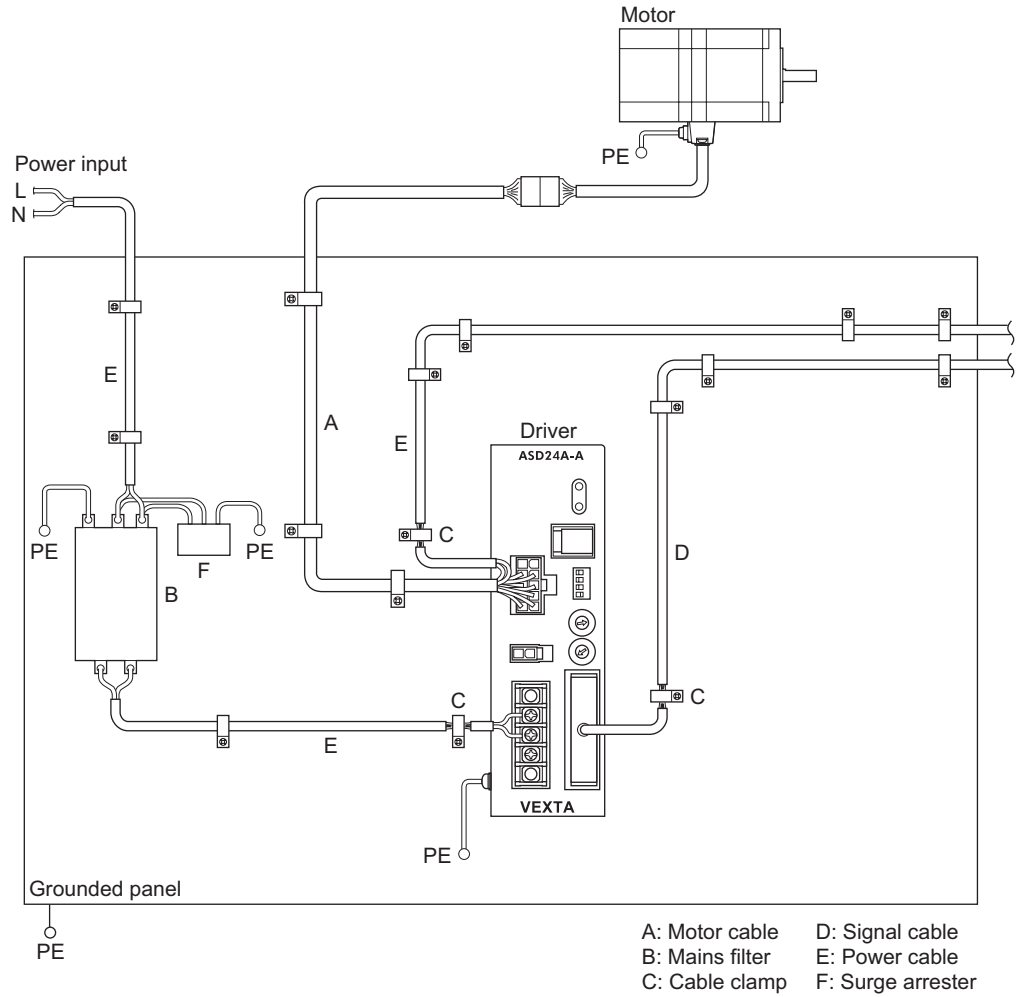 Motor
PE
Power input
L
N
E
A
E
Driver
ASD24A-A
PE
PE
F
C
D
B
C
C
E
VEXTA
PE
Grounded panel
PE
A: Motor cable
B: Mains filter
C: Cable clamp
D: Signal cable
E: Power cable
F: Surge arrester